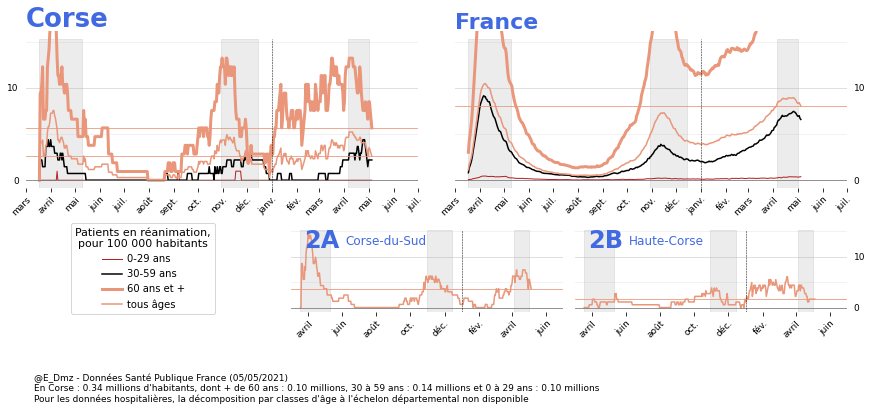 Corse
France
10
0
10
0
mars
avril
mai
juin
juil.
août
sept.
oct.
nov.
déc.
janv.
fév.
mars
avril
mai
juin
juil.
mars
avril
mai
juin
juil.
août
sept.
oct.
nov.
déc.
janv.
fév.
mars
avril
mai
juin
juil.
Patients en réanimation,
pour 100 000 habitants
0-29 ans
30-59 ans
60 ans et +
tous âges
2A Corse-du-Sud
2B Haute-Corse
10
0
avril
juin
août
oct.
déc.
fév.
avril
juin
avril
juin
août
oct.
déc.
fév.
avril
juin
@E_Dmz - Données Santé Publique France (05/05/2021)
En Corse : 0.34 millions d'habitants, dont + de 60 ans : 0.10 millions, 30 à 59 ans : 0.14 millions et 0 à 29 ans : 0.10 millions
Pour les données hospitalières, la décomposition par classes d'âge à l'échelon départemental non disponible